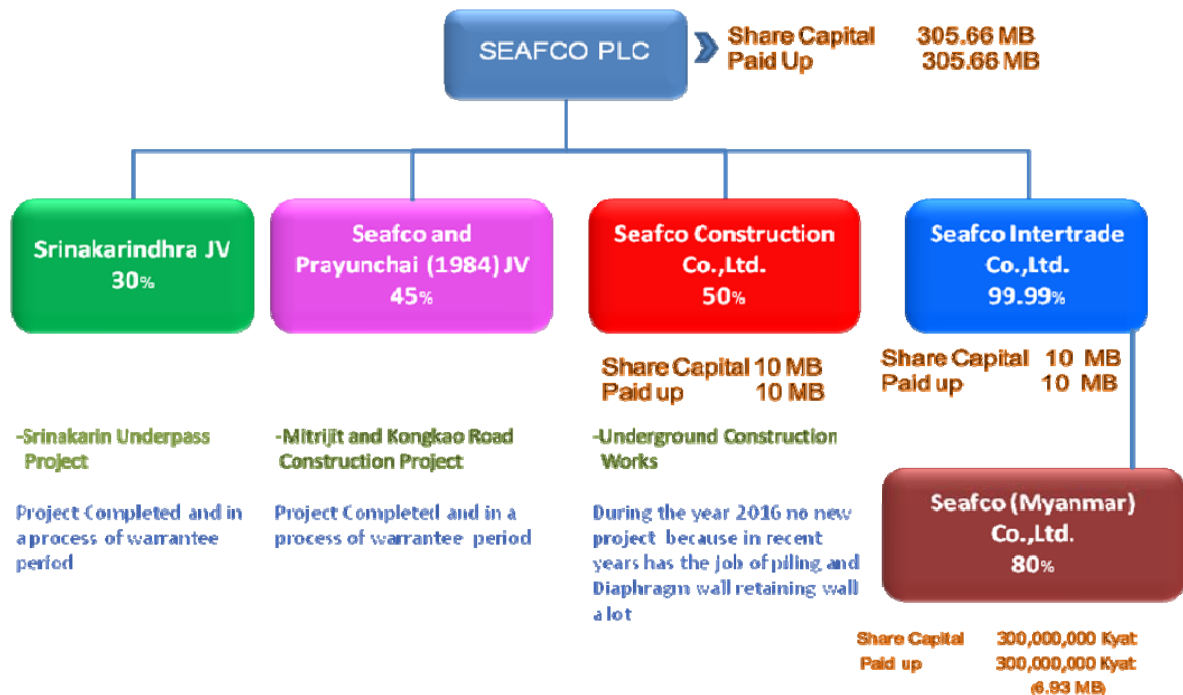 SEAFCO PLC
Share Capital 305.66 MB
Paid Up 305.66 MB
Srinakarindhra JV
30%
Seafco and
Prayunchai (1984) JV
45%
Seafco Construction
Co.,Ltd.
50%
Seafco Intertrade
Co.,Ltd.
99.99%
Share Capital 10 MB
Paid up 10 MB
Share Capital 10 MB
Paid up 10 MB
-Srinakarin Underpass
Project
Project Completed and in
a process of warrantee
period
-Mitrijit and Kongkao Road
Construction Project
Project Completed and in a
process of warrantee period
-Underground Construction
Works
During the year 2016 no new
project because in recent
years has the job of piling and
Diaphragm wall retaining wall
a lot
Seafco (Myanmar)
Co.,Ltd.
80%
Share Capital 300,000,000 Kyat
Paid up 300,000,000 Kyat
(6.93 MB)